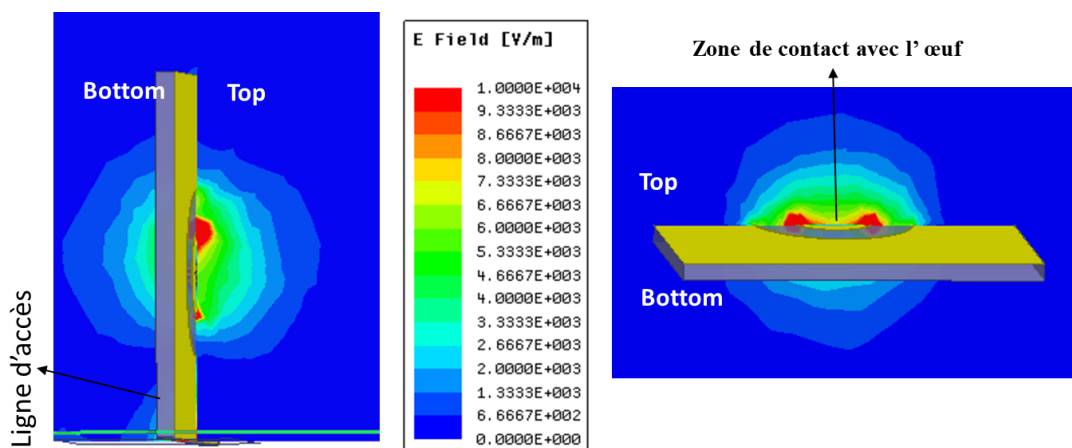 Bottom
Top
Ligne d'accès
E Field [V/m]
1.0000E+004
9.3333E+003
8.6667E+003
8.0000E+003
7.3333E+003
6.6667E+003
6.0000E+003
5.3333E+003
4.6667E+003
4.0000E+003
3.3333E+003
2.6667E+003
2.0000E+003
1.3333E+003
6.6667E+002
0.0000E+000
Zone de contact avec l' œuf
Top
Bottom